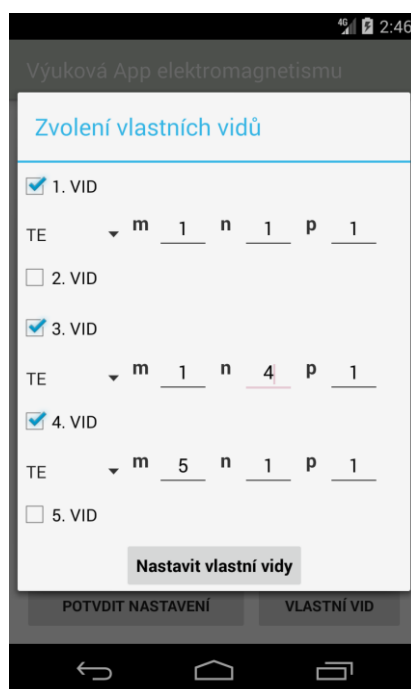 4G 2:46
Výuková App elektromagnetismu
Zvolení vlastních vidů
1. VID
TE m 1 n 1 p 1
2. VID
3. VID
TE m 1 n 4 p 1
4. VID
TE m 5 n 1 p 1
5. VID
Nastavit vlastní vidy
POTVDIT NASTAVENÍ VLASTNÍ VID